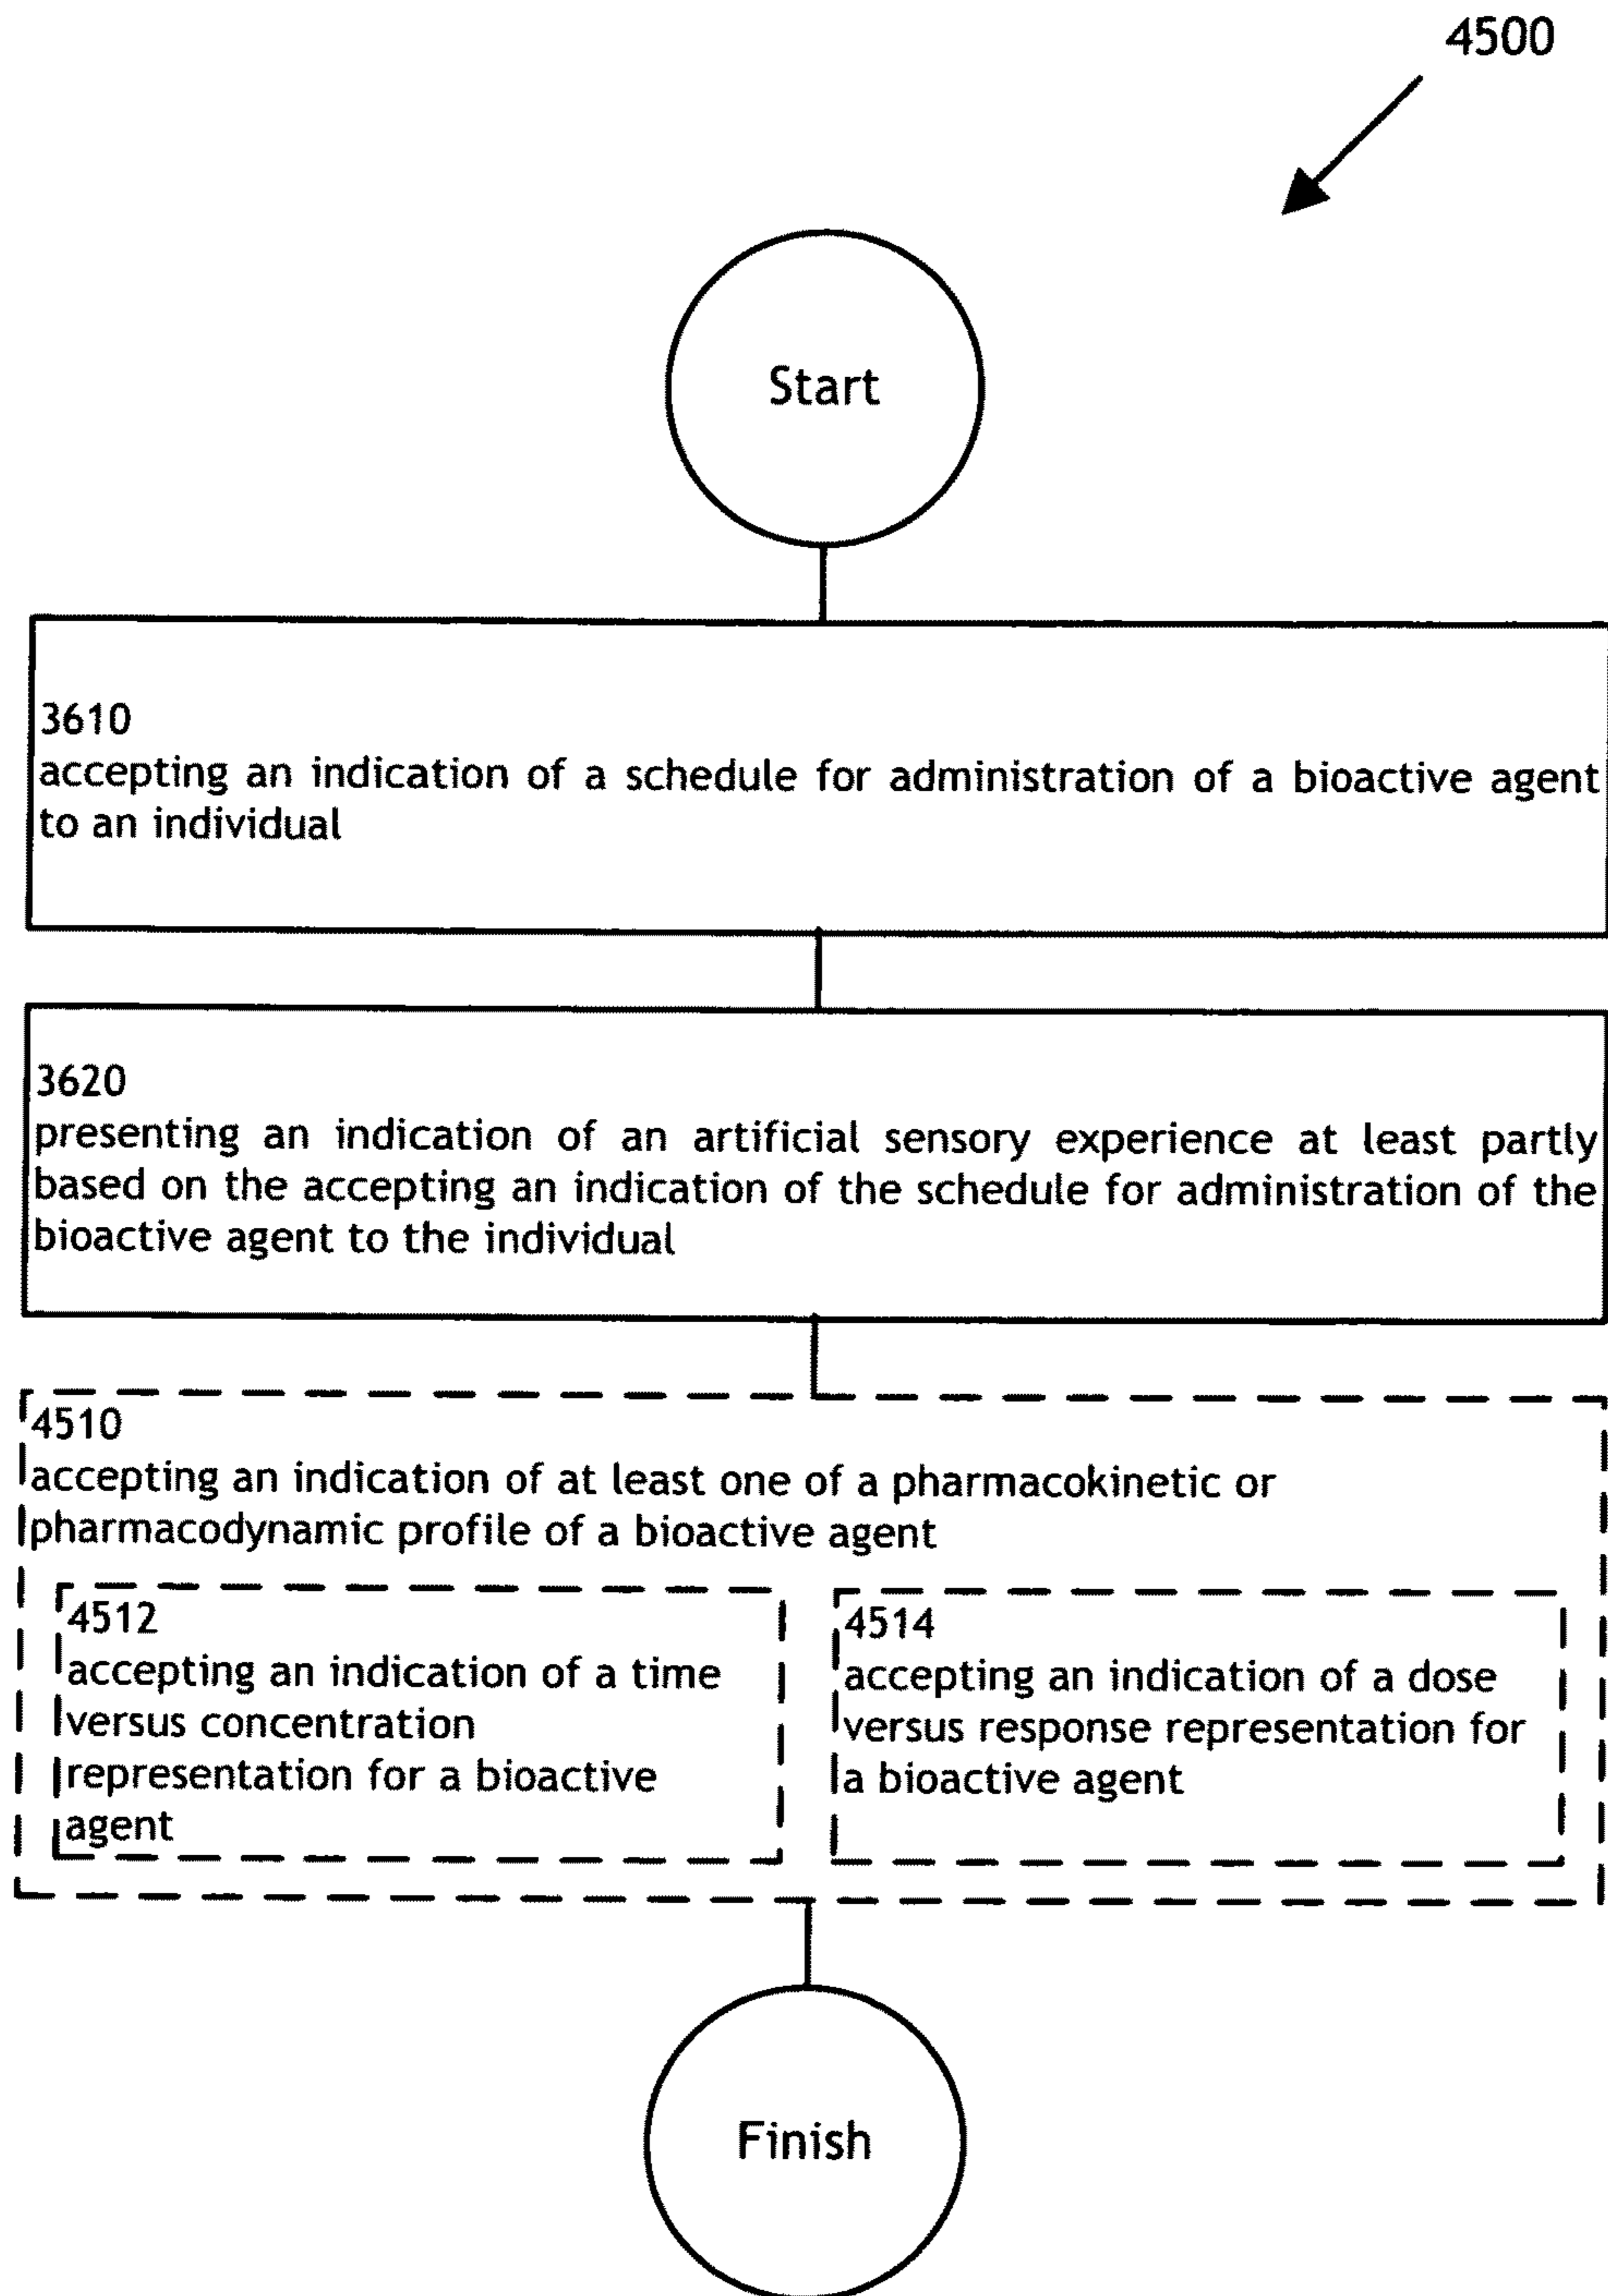 4500
Start
3610
accepting an indication of a schedule for administration of a bioactive agent
to an individual
3620
presenting an indication of an artificial sensory experience at least partly
based on the accepting an indication of the schedule for administration of the
bioactive agent to the individual
4510
accepting an indication of at least one of a pharmacokinetic or
pharmacodynamic profile of a bioactive agent
4512
accepting an indication of a time
versus concentration
representation for a bioactive
agent
4514
accepting an indication of a dose
versus response representation for
a bioactive agent
Finish